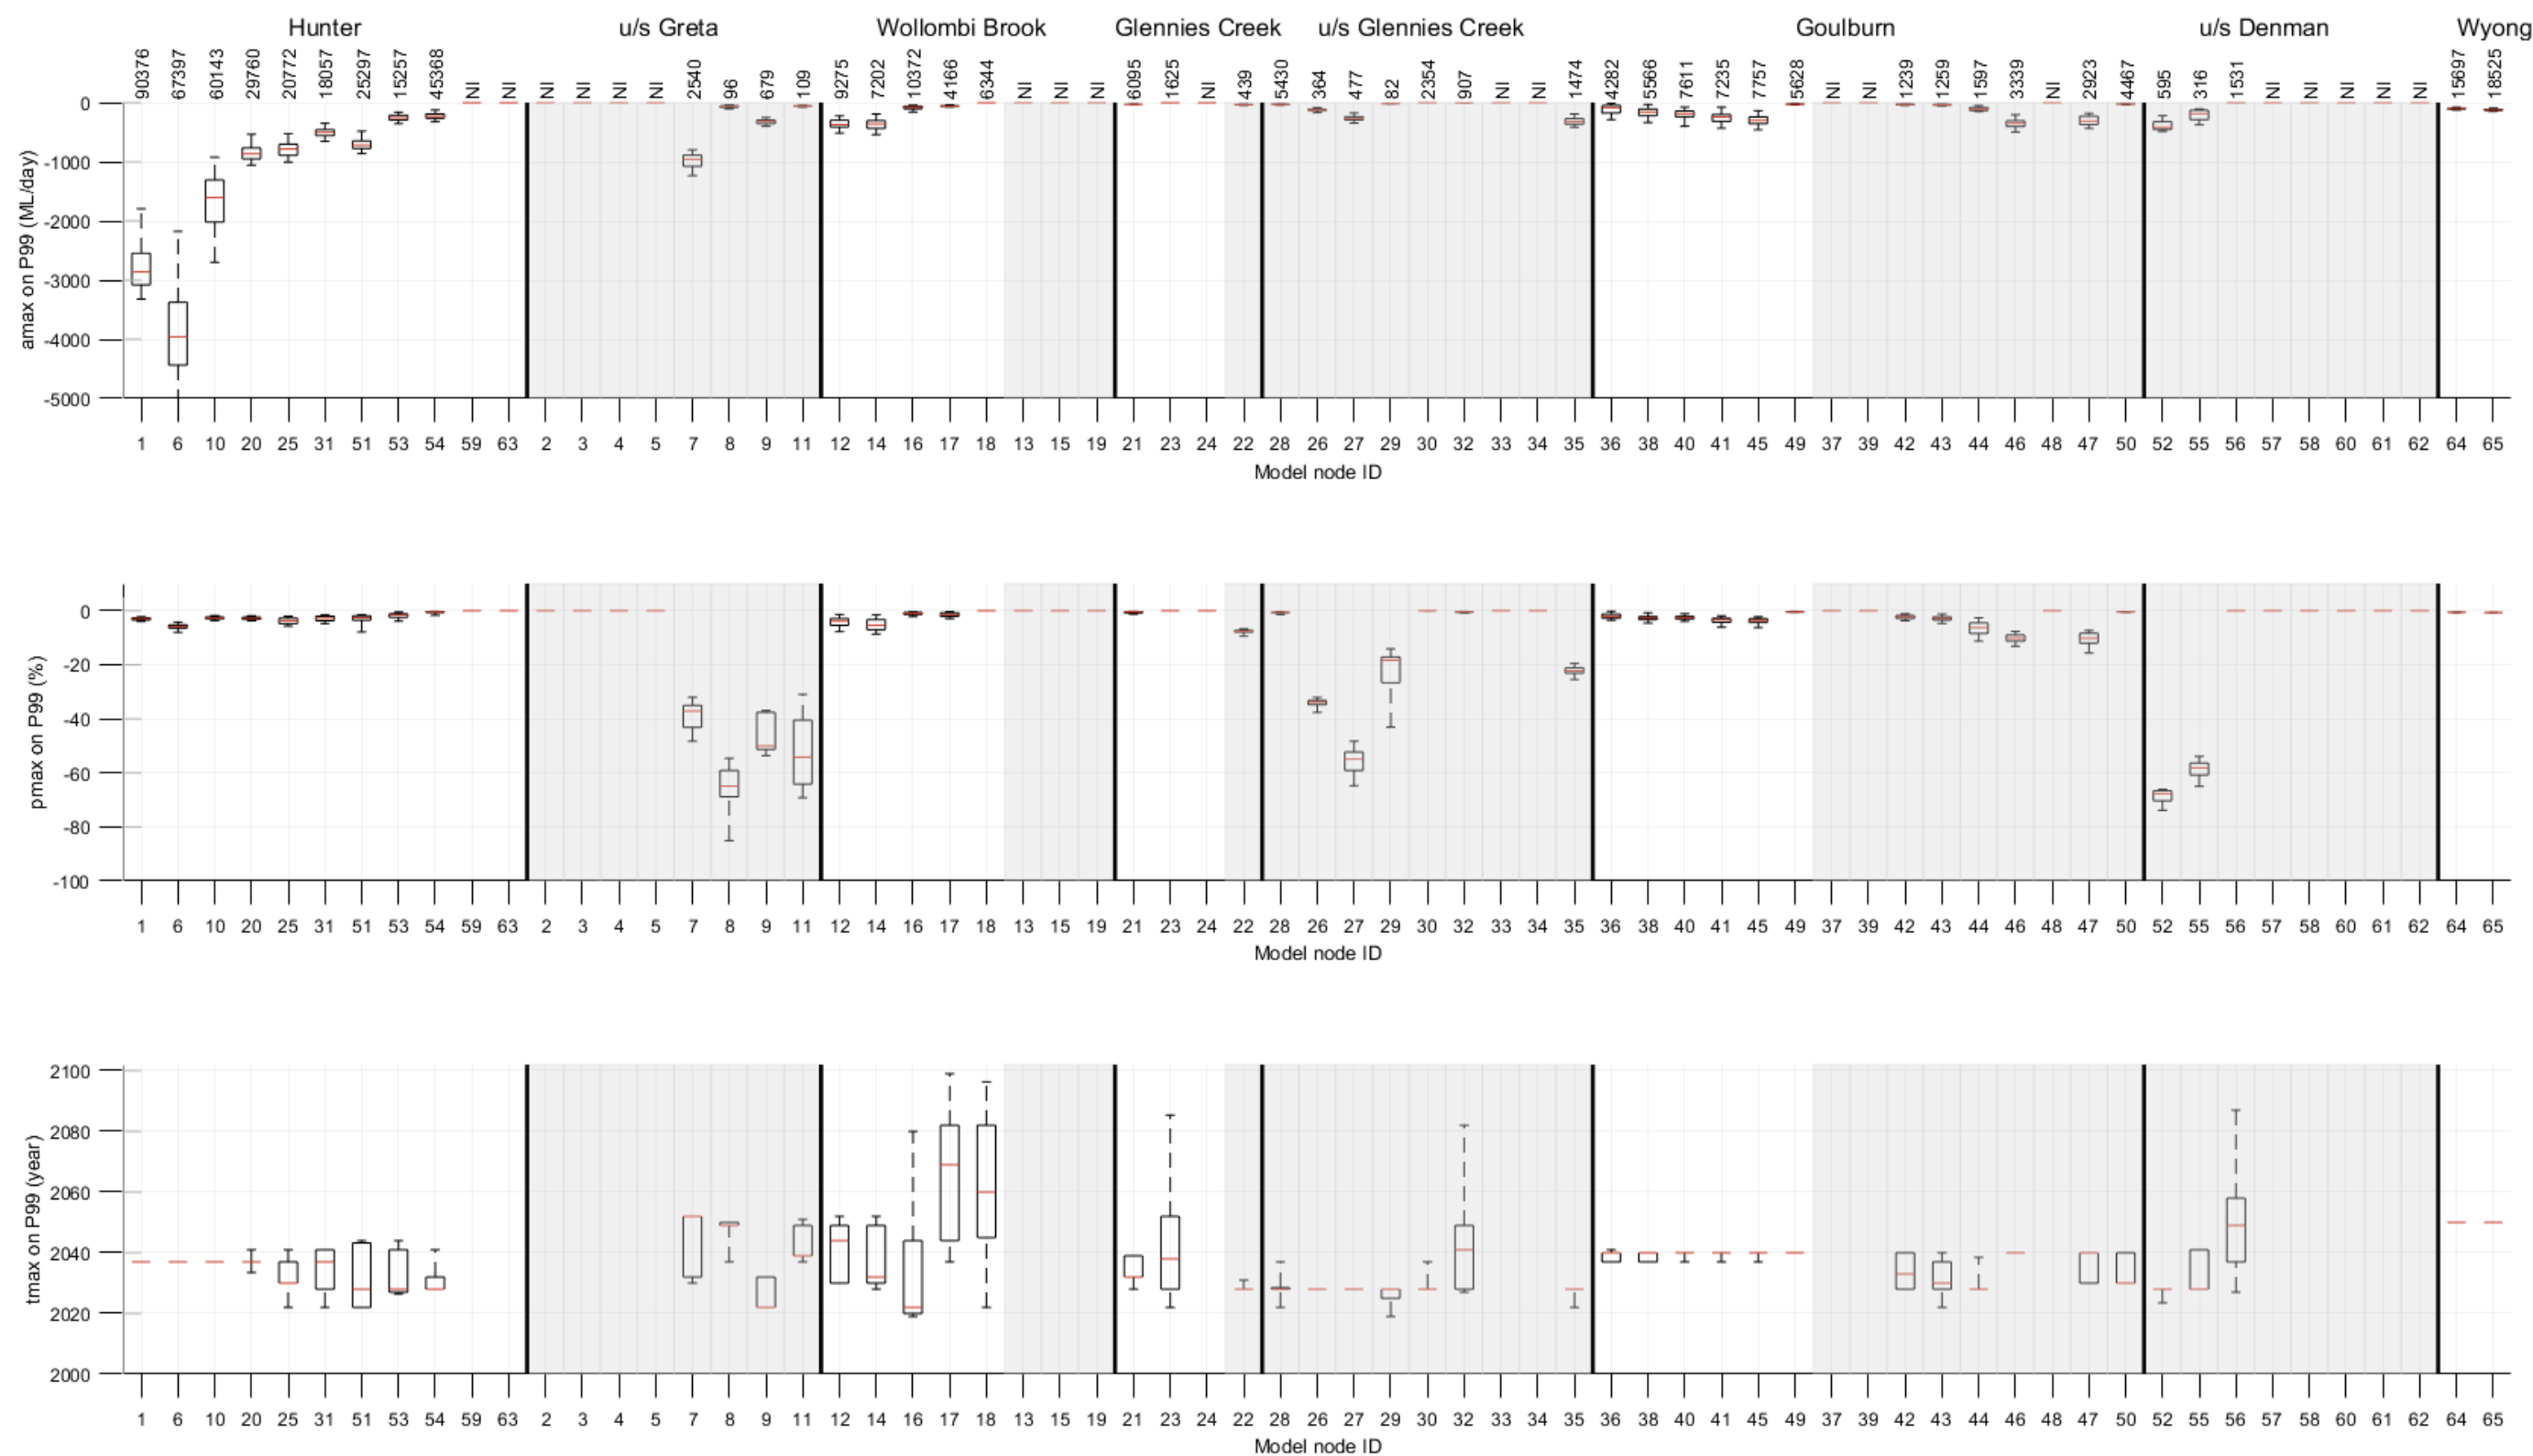 Hunter u/s Greta Wollombi Brook Glennies Creek u/s Glennies Creek Goulburn u/s Denman Wyong
90376 67397 60143 29760 20772 18057 25297 15257 45368 NI NI NI NI NI NI 2540 96 679 109 9275 7202 10372 4166 6344 NI NI NI 6095 1625 NI 439 5430 364 477 82 2354 907 NI NI 1474 4282 5566 7611 7235 7757 5628 NI NI 1239 1259 1597 3339 NI 2923 4467 595 316 1531 NI NI NI NI NI 15697 18525
amax on P99 (ML/day)
0
-1000
-2000
-3000
-4000
-5000
1 6 10 20 25 31 51 53 54 59 63 2 3 4 5 7 8 9 11 12 14 16 17 18 13 15 19 21 23 24 22 28 26 27 29 30 32 33 34 35 36 38 40 41 45 49 37 39 42 43 44 46 48 47 50 52 55 56 57 58 60 61 62 64 65
Model node ID
pmax on P99 (%)
0
-20
-40
-60
-80
-100
1 6 10 20 25 31 51 53 54 59 63 2 3 4 5 7 8 9 11 12 14 16 17 18 13 15 19 21 23 24 22 28 26 27 29 30 32 33 34 35 36 38 40 41 45 49 37 39 42 43 44 46 48 47 50 52 55 56 57 58 60 61 62 64 65
Model node ID
tmax on P99 (year)
2100
2080
2060
2040
2020
2000
1 6 10 20 25 31 51 53 54 59 63 2 3 4 5 7 8 9 11 12 14 16 17 18 13 15 19 21 23 24 22 28 26 27 29 30 32 33 34 35 36 38 40 41 45 49 37 39 42 43 44 46 48 47 50 52 55 56 57 58 60 61 62 64 65
Model node ID